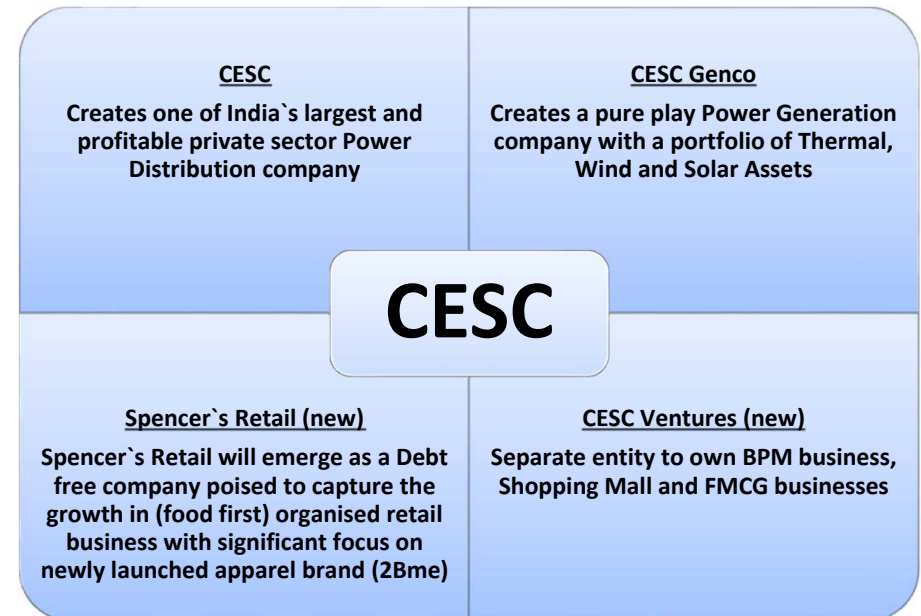 CESC
Creates one of India`s largest and
profitable private sector Power
Distribution company
CESC Genco
Creates a pure play Power Generation
company with a portfolio of Thermal,
Wind and Solar Assets
CESC
Spencer`s Retail (new)
Spencer`s Retail will emerge as a Debt
free company poised to capture the
growth in (food first) organised retail
business with significant focus on
newly launched apparel brand (2Bme)
CESC Ventures (new)
Separate entity to own BPM business,
Shopping Mall and FMCG businesses